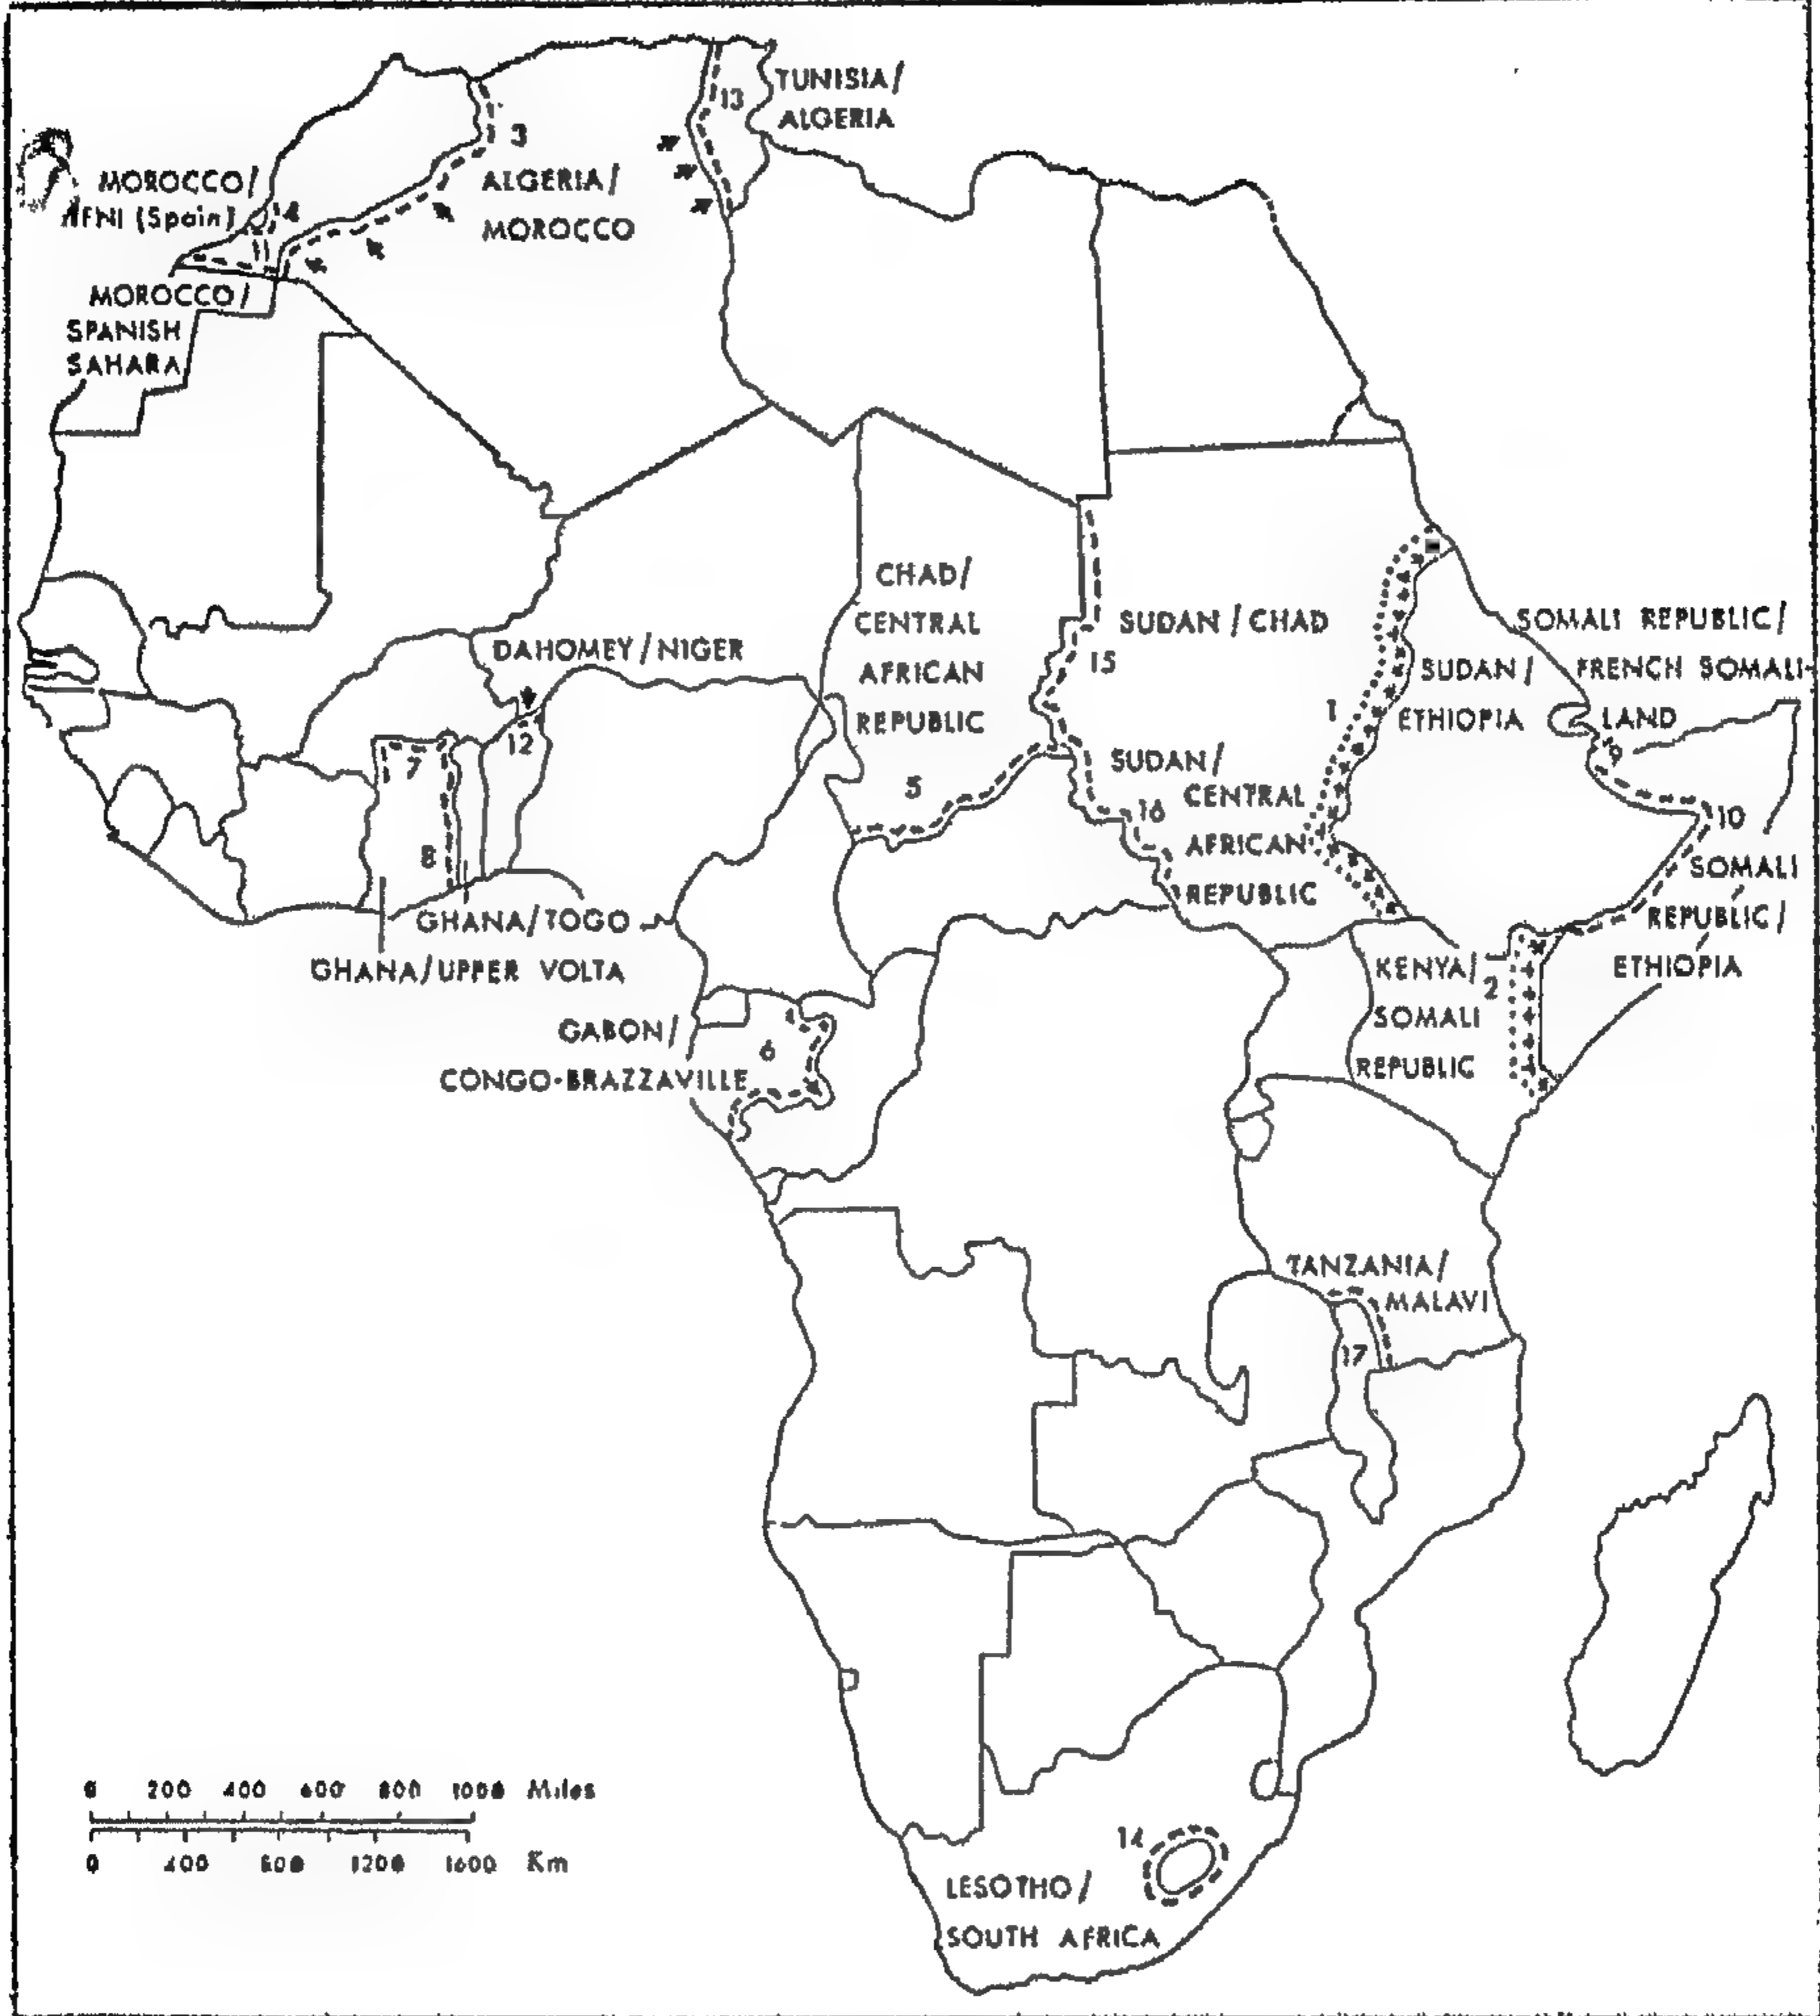 TUNISIA/
ALGERIA
13
3
MOROCCO/
IFNI (Spain)
4
ALGERIA/
MOROCCO
MOROCCO/
SPANISH
SAHARA
CHAD/
CENTRAL
AFRICAN
REPUBLIC
5
SUDAN/CHAD
15
SOMALI REPUBLIC/
FRENCH SOMALI-
LAND
9
SUDAN/
ETHIOPIA
1
DAHOMEY/NIGER
12
7
8
SUDAN/
CENTRAL
AFRICAN
REPUBLIC
16
10
SOMALI
REPUBLIC/
ETHIOPIA
GHANA/TOGO
GHANA/UPPER VOLTA
KENYA/
SOMALI
REPUBLIC
2
GABON/
CONGO-BRAZZAVILLE
6
TANZANIA/
MALAVI
17
14
LESOTHO/
SOUTH AFRICA
0 200 400 600 800 1000 Miles
0 400 800 1200 1600 Km